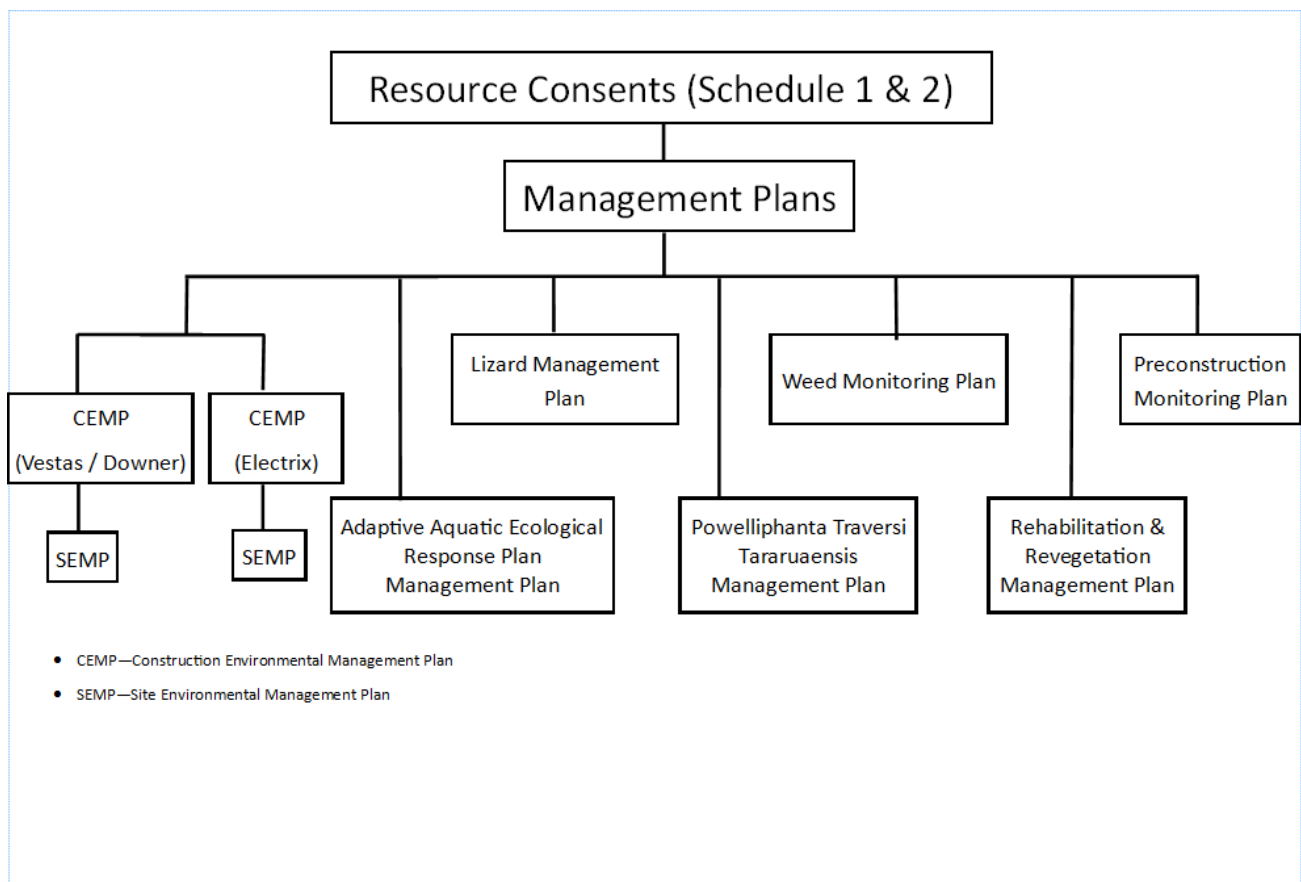 Resource Consents (Schedule 1 & 2)
Management Plans
Lizard Management
Plan
Weed Monitoring Plan
Preconstruction
Monitoring Plan
CEMP
(Vestas / Downer)
CEMP
(Electrix)
SEMP
SEMP
Adaptive Aquatic Ecological
Response Plan
Management Plan
Powelliphanta Traversi
Tararuaensis
Management Plan
Rehabilitation &
Revegetation
Management Plan
• CEMP—Construction Environmental Management Plan
• SEMP—Site Environmental Management Plan